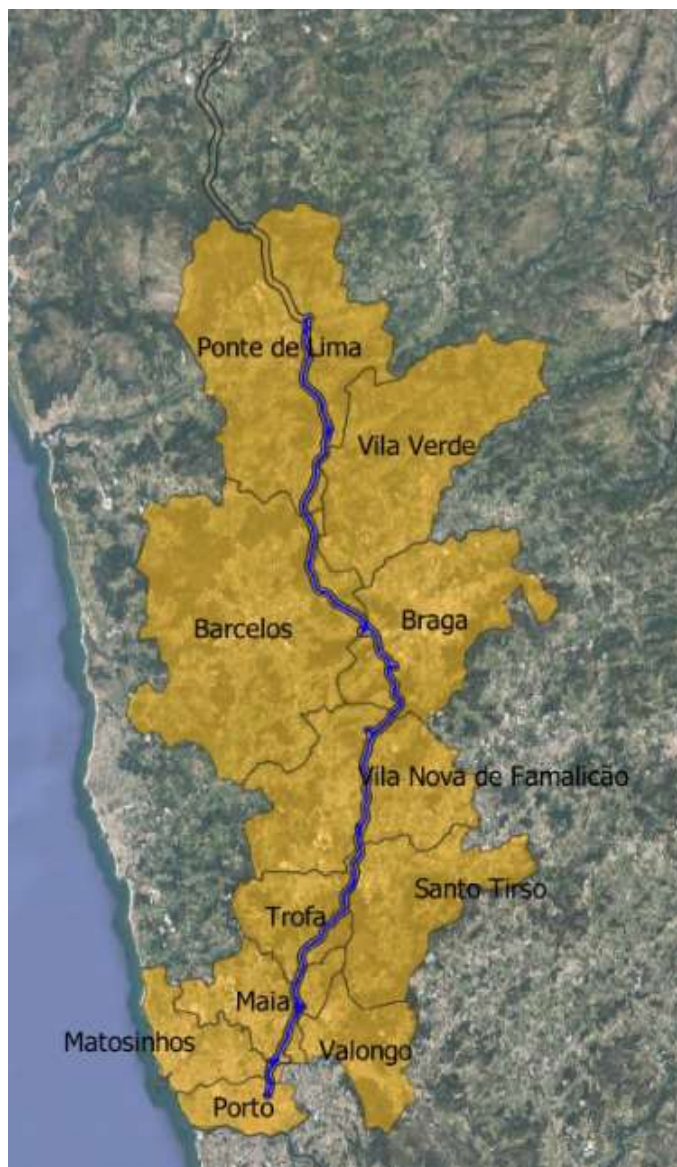 Ponte de Lima
Vila Verde
Barcelos
Braga
Vila Nova de Famalicão
Santo Tirso
Trofa
Maia
Matosinhos
Valongo
Porto